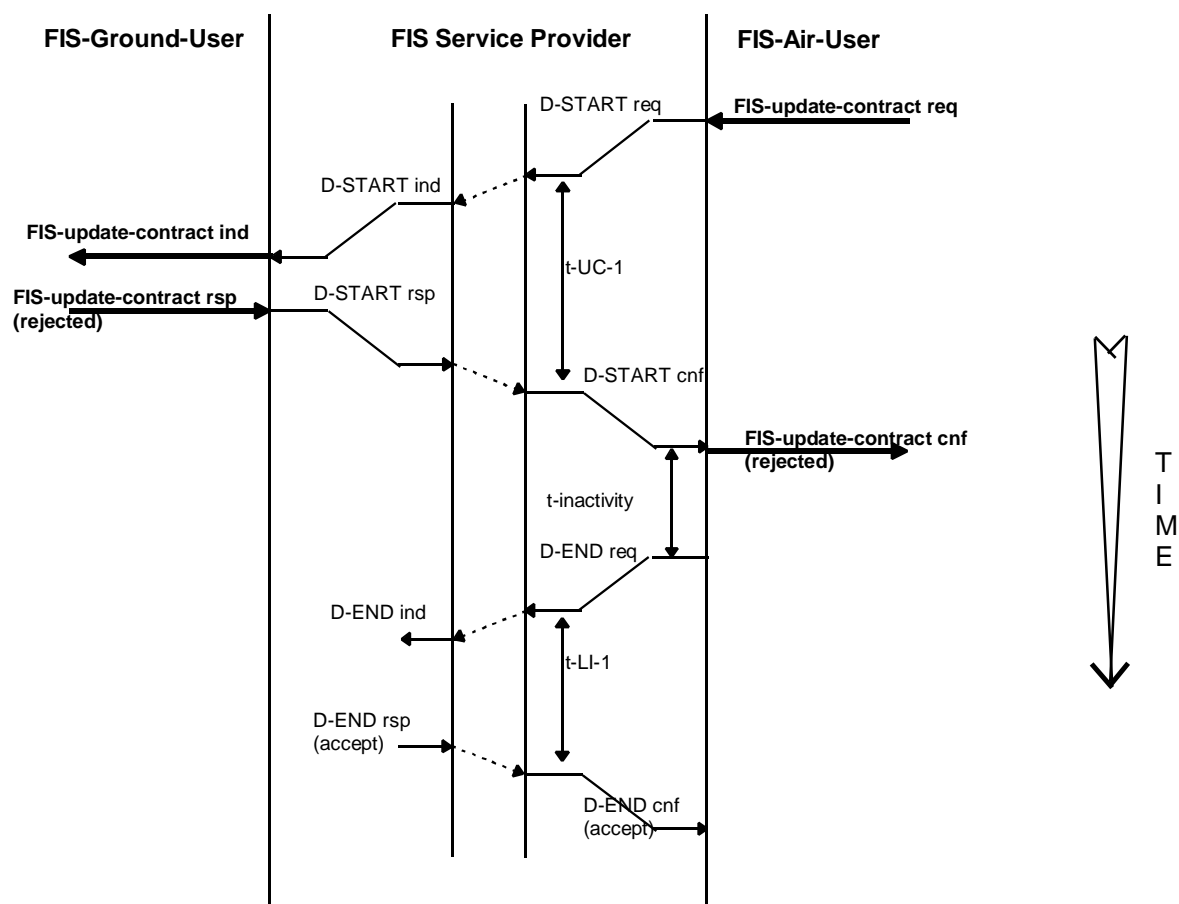 FIS-Ground-User
FIS Service Provider
FIS-Air-User
D-START req
FIS-update-contract req
D-START ind
FIS-update-contract ind
t-UC-1
FIS-update-contract rsp
(rejected)
D-START rsp
D-START cnf
FIS-update-contract cnf
(rejected)
t-inactivity
D-END req
D-END ind
t-LI-1
D-END rsp
(accept)
D-END cnf
(accept)
T
I
M
E